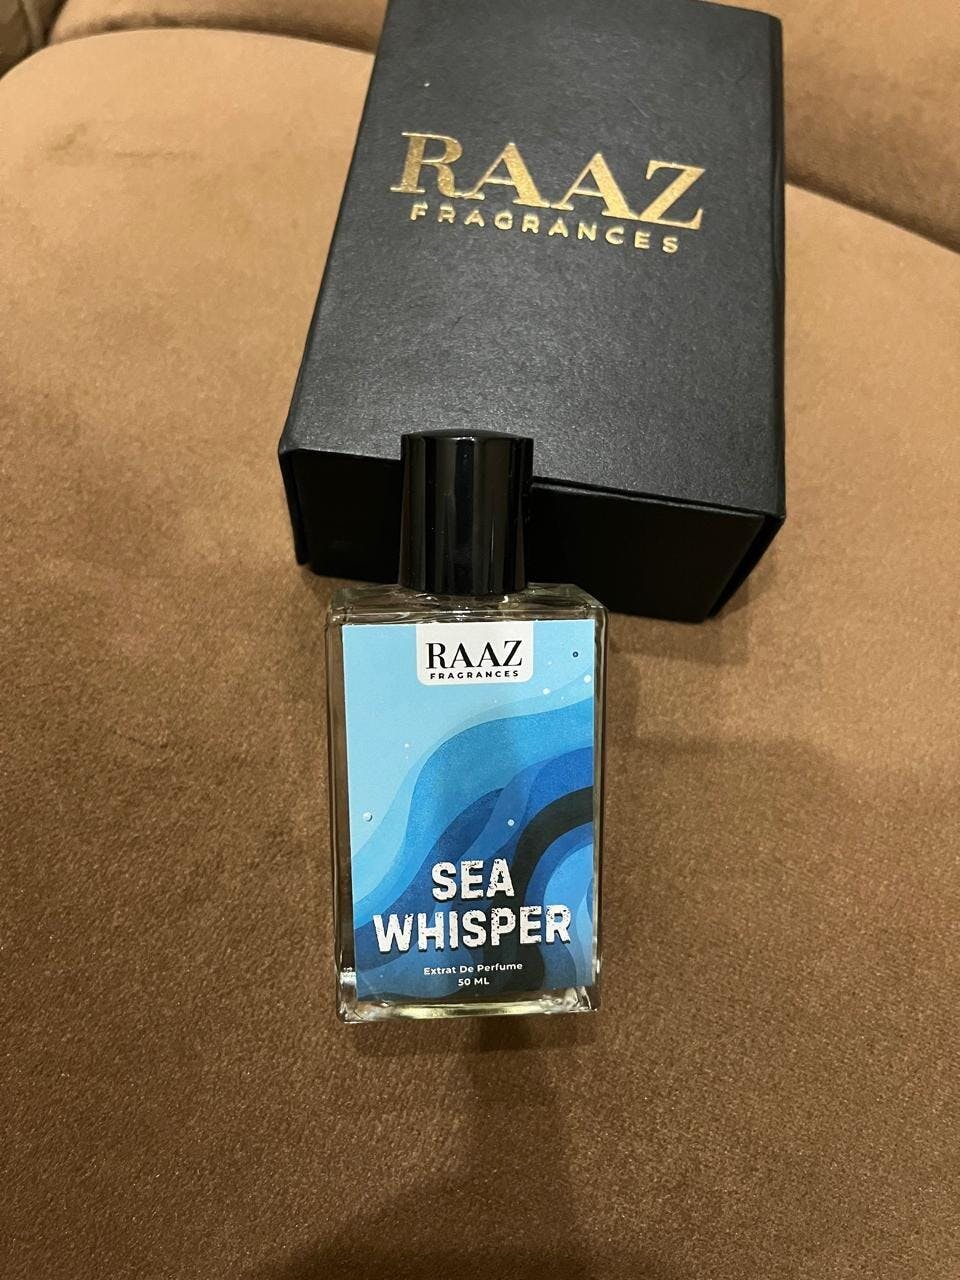 RAAZ
FRAGRANCES
RAAZ
FRAGRANCES
SEA
WHISPER
Extrat De Perfume
50 ML